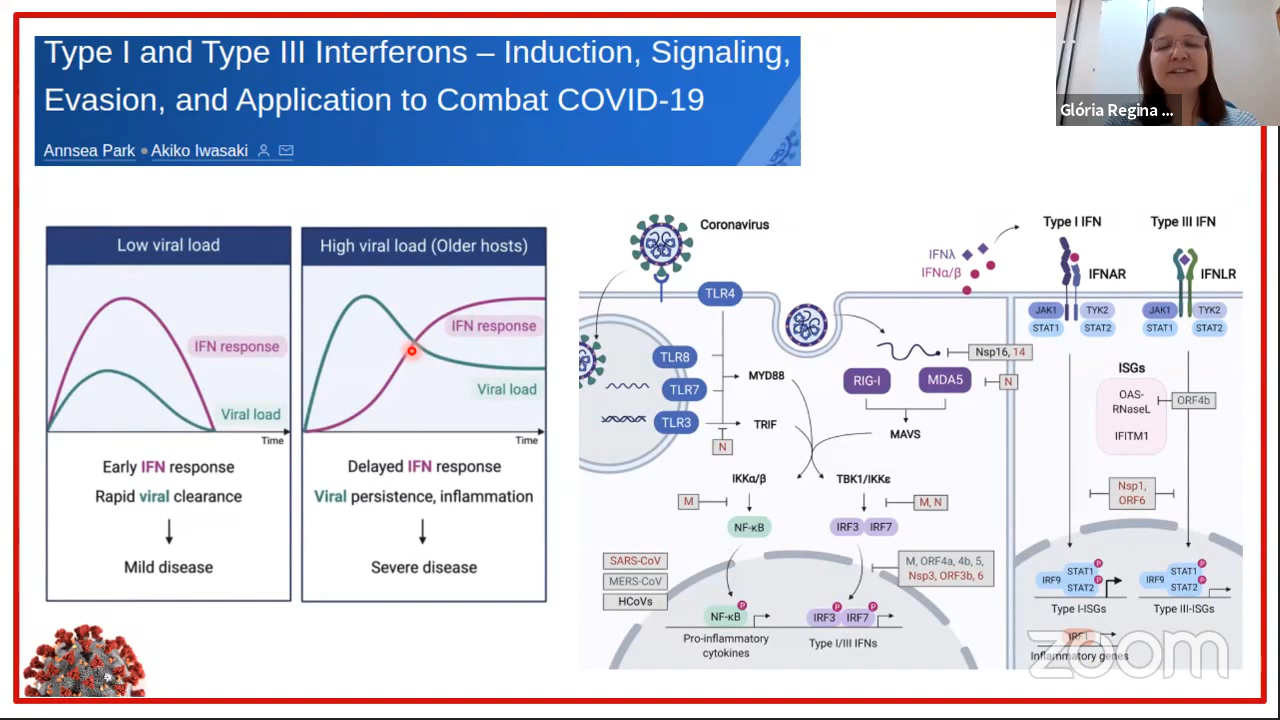 Type I and Type III Interferons – Induction, Signaling,
Evasion, and Application to Combat COVID-19
Annsea Park • Akiko Iwasaki
Glória Regina ...
Low viral load
IFN response
Viral load
Time
Early IFN response
Rapid viral clearance
Mild disease
High viral load (Older hosts)
IFN response
Viral load
Time
Delayed IFN response
Viral persistence, inflammation
Severe disease
Coronavirus
TLR4
TLR8
TLR7
TLR3
MYD88
TRIF
N
IFNλ
IFNα/β
Nsp16, 14
RIG-I
MDA5
N
MAVS
IKKα/β
TBK1/IKKε
M
M, N
NF-κB
IRF3
IRF7
SARS-CoV
MERS-CoV
HCoVs
M, ORF4a, 4b, 5,
Nsp3, ORF3b, 6
NF-κB
P
IRF3
P
IRF7
P
Pro-inflammatory
cytokines
Type I/III IFNs
Type I IFN
Type III IFN
IFNAR
IFNLR
JAK1
TYK2
STAT1
STAT2
JAK1
TYK2
STAT1
STAT2
ISGs
OAS-
RNaseL
IFITM1
ORF4b
Nsp1,
ORF6
IRF9
STAT1
P
STAT2
P
Type I-ISGs
IRF9
STAT1
P
STAT2
P
Type III-ISGs
IRF1
Inflammatory genes
zoom